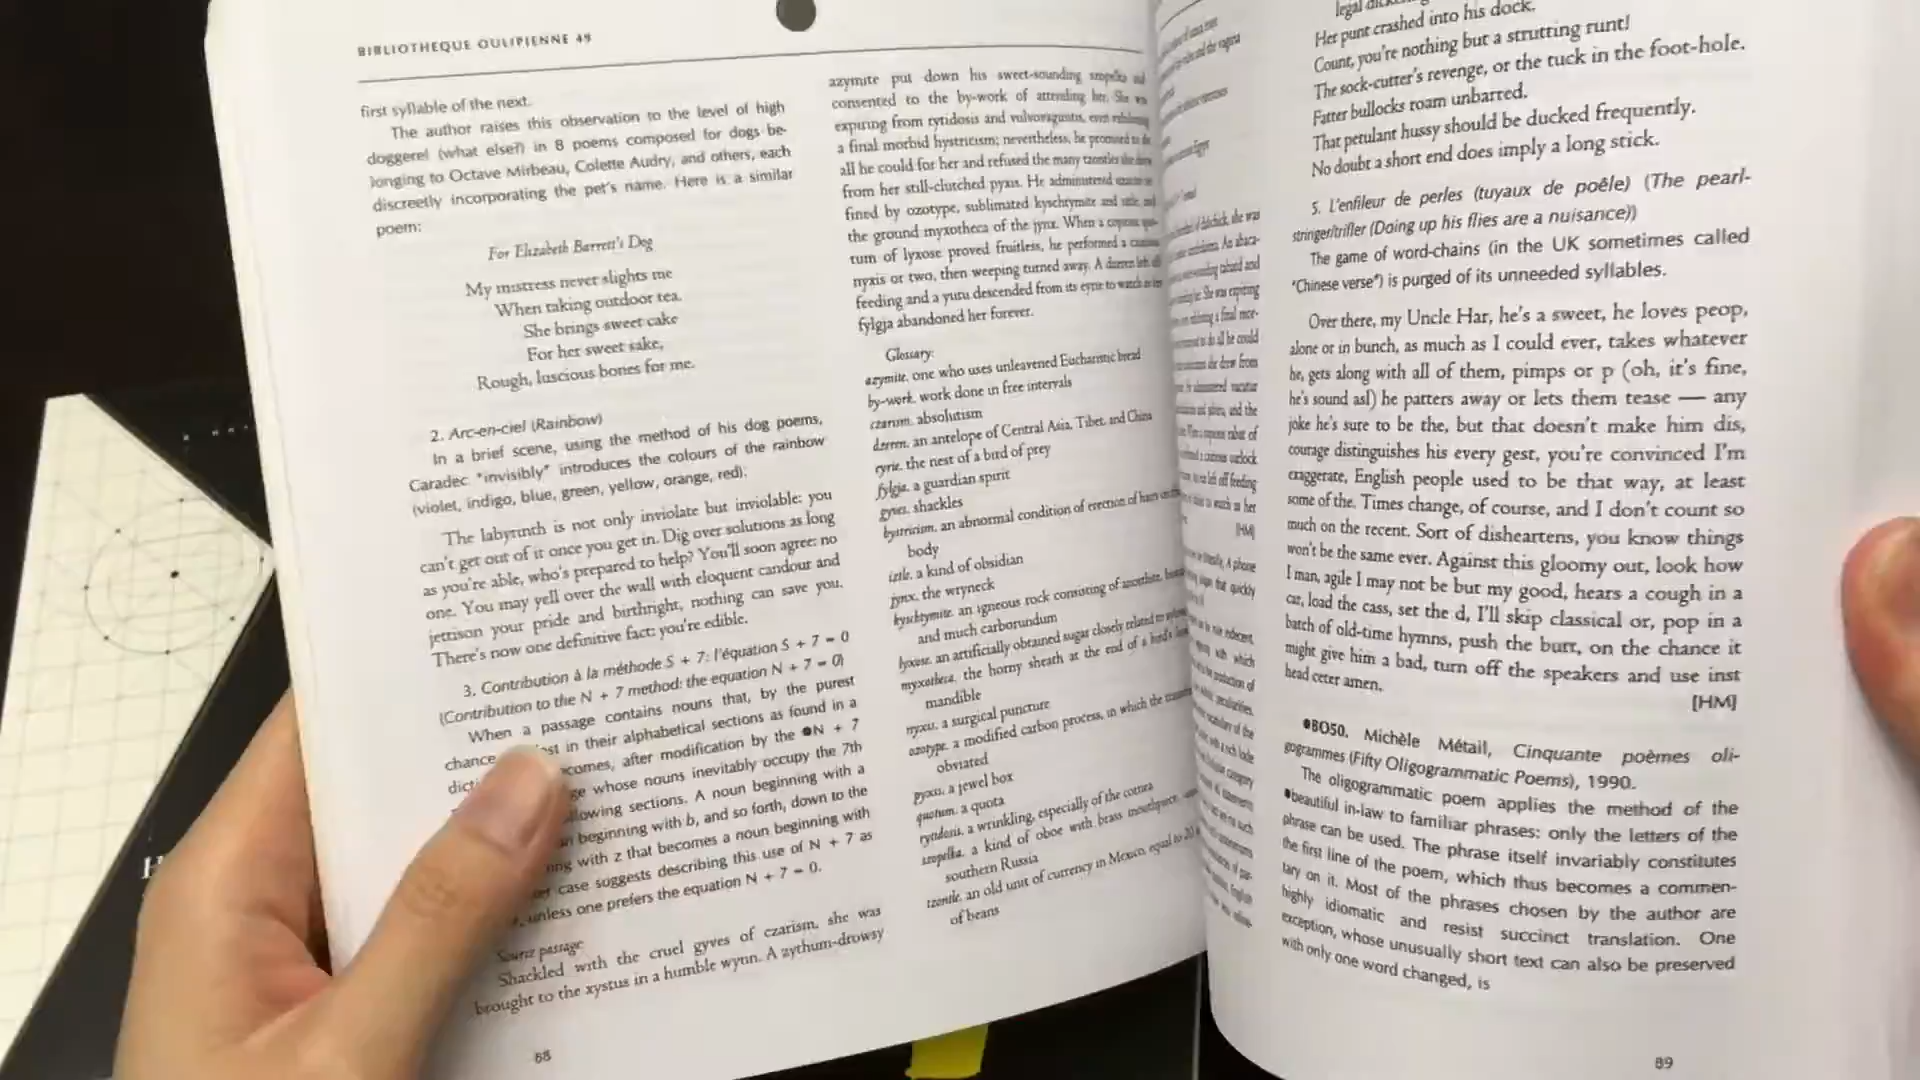 BIBLIOTHEQUE OULIPIENNE 49
first syllable of the next.
The author raises this observation to the level of high
doggerel (what else?) in 8 poems composed for dogs be-
longing to Octave Mirbeau, Colette Audry, and others, each
discreetly incorporating the pet's name. Here is a similar
poem:
For Elizabeth Barrett's Dog
My mistress never slights me
When taking outdoor tea.
She brings sweet cake
For her sweet sake,
Rough, luscious bones for me.
2. Arc-en-ciel (Rainbow)
In a brief scene, using the method of his dog poems,
Caradec "invisibly" introduces the colours of the rainbow
(violet, indigo, blue, green, yellow, orange, red).
The labyrinth is not only inviolate but inviolable: you
can't get out of it once you get in. Dig over solutions as long
as you're able, who's prepared to help? You'll soon agree: no
one. You may yell over the wall with eloquent candour and
jettison your pride and birthright, nothing can save you.
There's now one definitive fact: you're edible.
3. Contribution à la méthode S + 7: l'équation S + 7 = 0
(Contribution to the N + 7 method: the equation N + 7 = 0)
When a passage contains nouns that, by the purest
chance, in their alphabetical sections as found in a
after modification by the ●N + 7
whose nouns inevitably occupy the 7th
sections. A noun beginning with a
beginning with b, and so forth, down to the
with z that becomes a noun beginning with
case suggests describing this use of N + 7 as
unless one prefers the equation N + 7 = 0.
Source passage
Shackled with the cruel gyves of czarism, she was
brought to the xystus in a humble wynn. A zythum-drowsy
88
azymite put down his sweet-sounding szopelka and
consented to the by-work of attending her. She was
expiring from rytidosis and vulvovaginitis, even exhibiting
a final morbid hystricism; nevertheless, he promised to do
all he could for her and refused the many tzontles she drew
from her still-clutched pyxis. He administered
fined by ozotype, sublimated kyschtymite and iztle, and
the ground myxotheca of the jynx. When a copious quo-
tum of lyxose proved fruitless, he performed a cautious
nyxis or two, then weeping turned away. A dzeren left off
feeding and a yutu descended from its eyrie to watch as her
fylgja abandoned her forever.
Glossary:
azymite, one who uses unleavened Eucharistic bread
by-work, work done in free intervals
czarism, absolutism
dzeren, an antelope of Central Asia, Tibet, and China
eyrie, the nest of a bird of prey
fylgja, a guardian spirit
gyves, shackles
hystricism, an abnormal condition of erection of hairs on the
body
iztle, a kind of obsidian
jynx, the wryneck
kyschtymite, an igneous rock consisting of anorthite,
and much carborundum
lyxose, an artificially obtained sugar closely related to
myxotheca, the horny sheath at the end of a bird's
mandible
nyxis, a surgical puncture
ozotype, a modified carbon process, in which the
obviated
pyxis, a jewel box
quotum, a quota
rytidosis, a wrinkling, especially of the cornea
szopelka, a kind of oboe with brass mouthpiece,
southern Russia
tzontle, an old unit of currency in Mexico, equal to 20
of beans
[HM]
Her punt crashed into his dock.
Count, you're nothing but a strutting runt!
The sock-cutter's revenge, or the tuck in the foot-hole.
Fatter bullocks roam unbarred.
That petulant hussy should be ducked frequently.
No doubt a short end does imply a long stick.
5. L'enfileur de perles (tuyaux de poêle) (The pearl-
stringer/trifler (Doing up his flies are a nuisance))
The game of word-chains (in the UK sometimes called
"Chinese verse") is purged of its unneeded syllables.
Over there, my Uncle Har, he's a sweet, he loves peop,
alone or in bunch, as much as I could ever, takes whatever
he, gets along with all of them, pimps or p (oh, it's fine,
he's sound asl) he patters away or lets them tease — any
joke he's sure to be the, but that doesn't make him dis,
courage distinguishes his every gest, you're convinced I'm
exaggerate, English people used to be that way, at least
some of the. Times change, of course, and I don't count so
much on the recent. Sort of disheartens, you know things
won't be the same ever. Against this gloomy out, look how
I man, agile I may not be but my good, hears a cough in a
car, load the cass, set the d, I'll skip classical or, pop in a
batch of old-time hymns, push the burr, on the chance it
might give him a bad, turn off the speakers and use inst
head ceter amen.
[HM]
●BO50. Michèle Métail, Cinquante poèmes oli-
gogrammes (Fifty Oligogrammatic Poems), 1990.
The oligogrammatic poem applies the method of the
●beautiful in-law to familiar phrases: only the letters of the
phrase can be used. The phrase itself invariably constitutes
the first line of the poem, which thus becomes a commen-
tary on it. Most of the phrases chosen by the author are
highly idiomatic and resist succinct translation. One
exception, whose unusually short text can also be preserved
with only one word changed, is
89